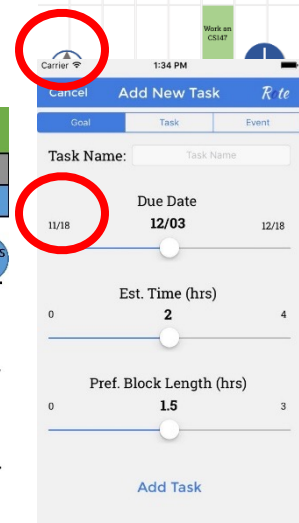 Work on
CS147
Carrier 1:34 PM
Cancel Add New Task Rote
Goal Task Event
Task Name: Task Name
Due Date
11/18 12/03 12/18
Est. Time (hrs)
0 2 4
Pref. Block Length (hrs)
0 1.5 3
Add Task